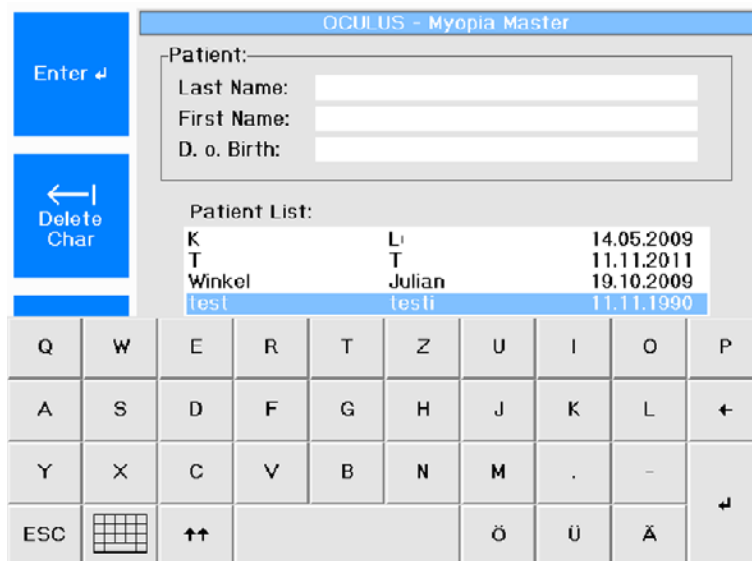 OCULUS - Myopia Master
Enter ↵
Patient:
Last Name:
First Name:
D. o. Birth:
Delete
Char
Patient List:
K 14.05.2009
T T 11.11.2011
Winkel Julian 19.10.2009
test testi 11.11.1990
Q W E R T Z U I O P
A S D F G H J K L ←
Y X C V B N M . -
ESC Ö Ü Ä ↵